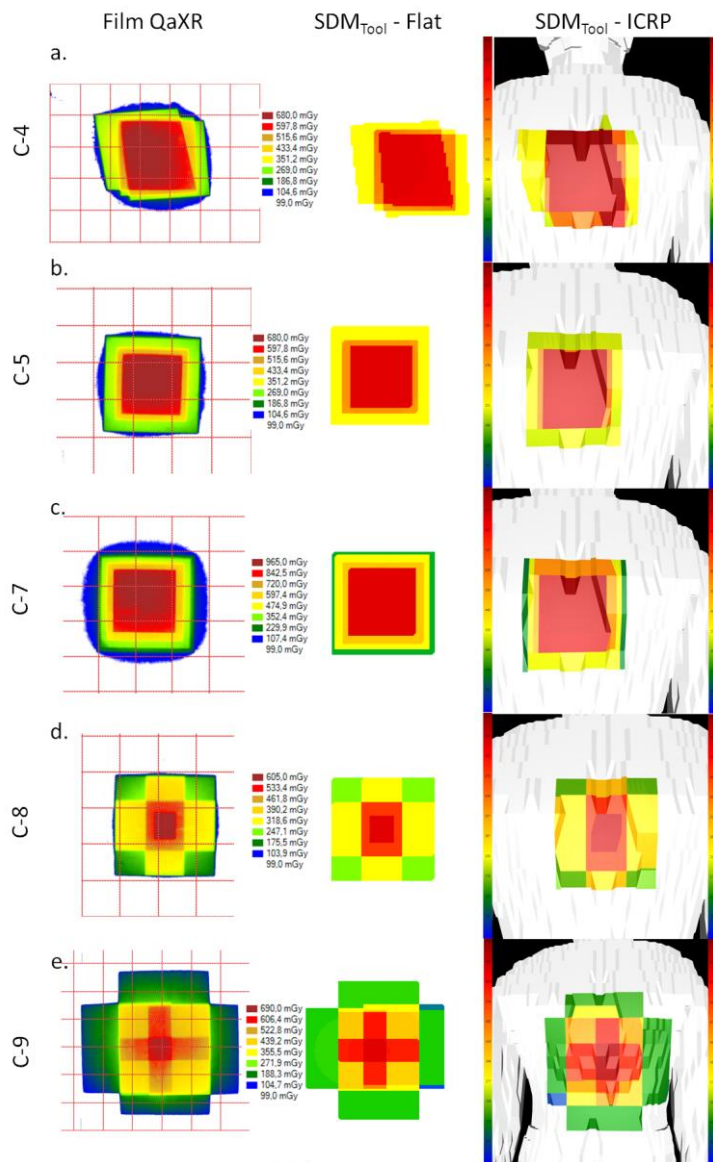 Film QaXR SDMTool - Flat SDMTool - ICRP
a.
C-4
680,0 mGy
597,8 mGy
515,6 mGy
433,4 mGy
351,2 mGy
269,0 mGy
186,8 mGy
104,6 mGy
99,0 mGy
b.
C-5
680,0 mGy
597,8 mGy
515,6 mGy
433,4 mGy
351,2 mGy
269,0 mGy
186,8 mGy
104,6 mGy
99,0 mGy
c.
C-7
965,0 mGy
842,5 mGy
720,0 mGy
597,4 mGy
474,9 mGy
352,4 mGy
229,9 mGy
107,4 mGy
99,0 mGy
d.
C-8
605,0 mGy
533,4 mGy
461,8 mGy
390,2 mGy
318,6 mGy
247,1 mGy
175,5 mGy
103,9 mGy
99,0 mGy
e.
C-9
690,0 mGy
606,4 mGy
522,8 mGy
439,2 mGy
355,5 mGy
271,9 mGy
188,3 mGy
104,7 mGy
99,0 mGy